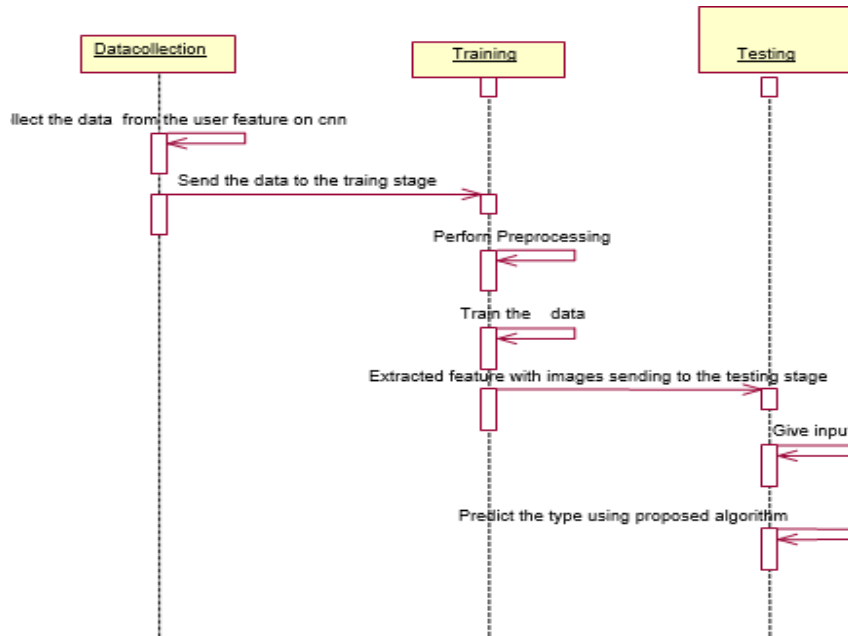 Datacollection
Training
Testing
llect the data from the user feature on cnn
Send the data to the traing stage
Perforn Preprocessing
Train the data
Extracted feature with images sending to the testing stage
Give input
Predict the type using proposed algorithm